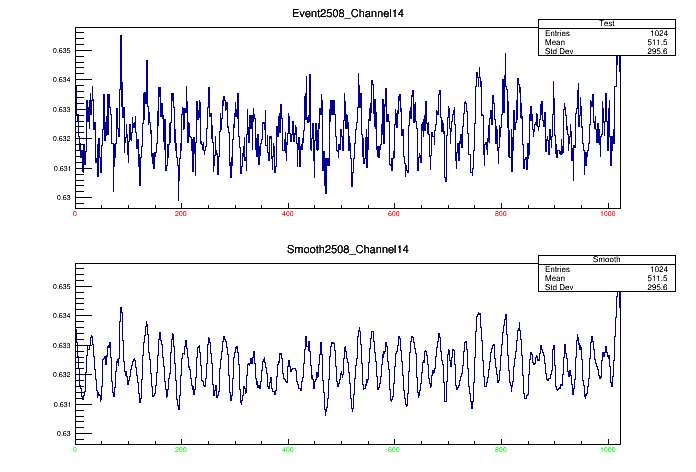 Event2508_Channel14
Test
Entries 1024
Mean 511.5
Std Dev 295.6
0.635
0.634
0.633
0.632
0.631
0.63
0 200 400 600 800 1000
Smooth2508_Channel14
Smooth
Entries 1024
Mean 511.5
Std Dev 295.6
0.635
0.634
0.633
0.632
0.631
0.63
0 200 400 600 800 1000